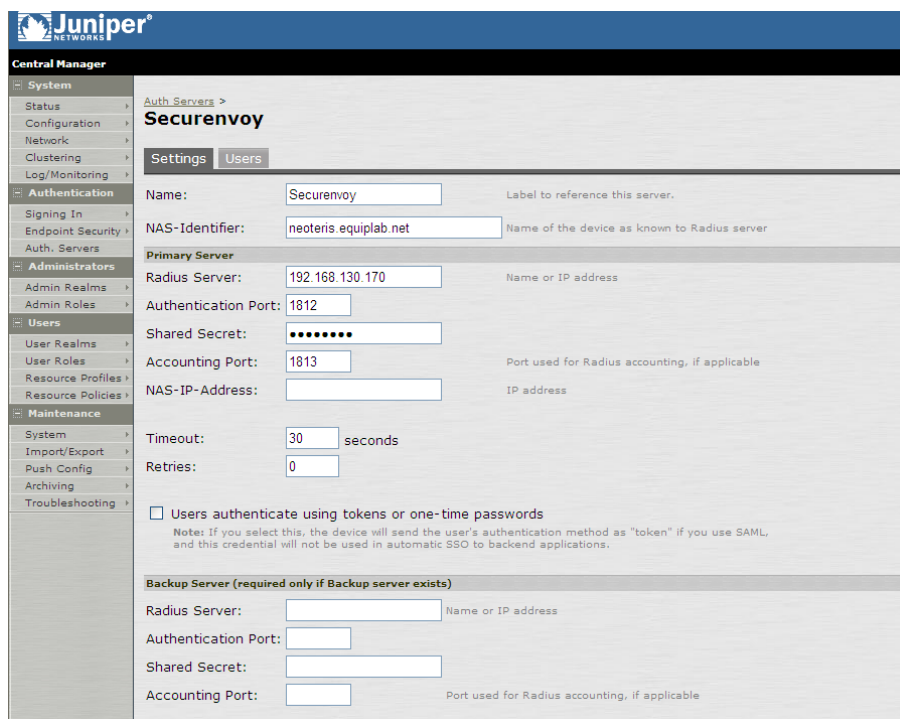 Juniper®
NETWORKS
Central Manager
System
Status
Configuration
Network
Clustering
Log/Monitoring
Authentication
Signing In
Endpoint Security
Auth. Servers
Administrators
Admin Realms
Admin Roles
Users
User Realms
User Roles
Resource Profiles
Resource Policies
Maintenance
System
Import/Export
Push Config
Archiving
Troubleshooting
Auth Servers >
Securenvoy
Settings Users
Name: Securenvoy Label to reference this server.
NAS-Identifier: neoteris.equiplab.net Name of the device as known to Radius server
Primary Server
Radius Server: 192.168.130.170 Name or IP address
Authentication Port: 1812
Shared Secret: ●●●●●●●●
Accounting Port: 1813 Port used for Radius accounting, if applicable
NAS-IP-Address: IP address
Timeout: 30 seconds
Retries: 0
Users authenticate using tokens or one-time passwords
Note: If you select this, the device will send the user's authentication method as "token" if you use SAML,
and this credential will not be used in automatic SSO to backend applications.
Backup Server (required only if Backup server exists)
Radius Server: Name or IP address
Authentication Port:
Shared Secret:
Accounting Port: Port used for Radius accounting, if applicable